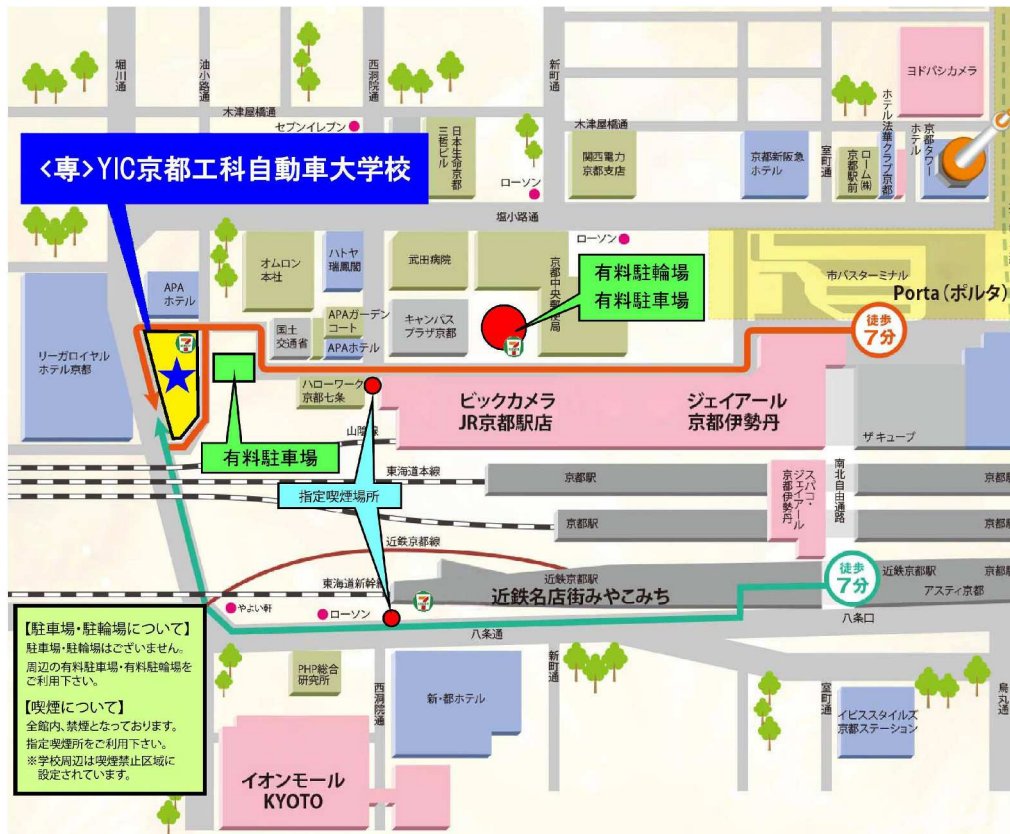 堀川通
油小路通
西洞院通
新町通
ヨドバシカメラ
木津屋橋通
セブンイレブン
日本生命京都
三哲ビル
ローソン
木津屋橋通
関西電力
京都支店
京都新阪急
ホテル
室町通
ローム㈱
京都駅前
ホテル法華クラブ京都
京都タワー
ホテル
<専>YIC京都工科自動車大学校
塩小路通
オムロン
本社
ハトヤ
瑞鳳閣
武田病院
京都中央郵便局
ローソン
有料駐輪場
有料駐車場
市バスターミナル
Porta(ポルタ)
APA
ホテル
国土
交通省
APAガーデン
コート
APAホテル
キャンパス
プラザ京都
徒歩
7分
リーガロイヤル
ホテル京都
ハローワーク
京都七条
ビックカメラ
JR京都駅店
ジェイアール
京都伊勢丹
ザ キューブ
有料駐車場
山陰線
東海道本線
京都駅
スバコ・
ジェイアール
京都伊勢丹
南北自由通路
京都駅
指定喫煙場所
京都駅
京都駅
近鉄京都線
東海道新幹線
近鉄京都駅
近鉄名店街みやこみち
徒歩
7分
近鉄京都駅
京都駅
アスティ京都
やよい軒
ローソン
八条通
八条口
【駐車場・駐輪場について】
駐車場・駐輪場はございません。
周辺の有料駐車場・有料駐輪場を
ご利用下さい。
【喫煙について】
全館内、禁煙となっております。
指定喫煙所をご利用下さい。
※学校周辺は喫煙禁止区域に
設定されています。
PHP総合
研究所
西洞院通
新・都ホテル
新町通
室町通
イビススタイルズ
京都ステーション
烏丸通
イオンモール
KYOTO